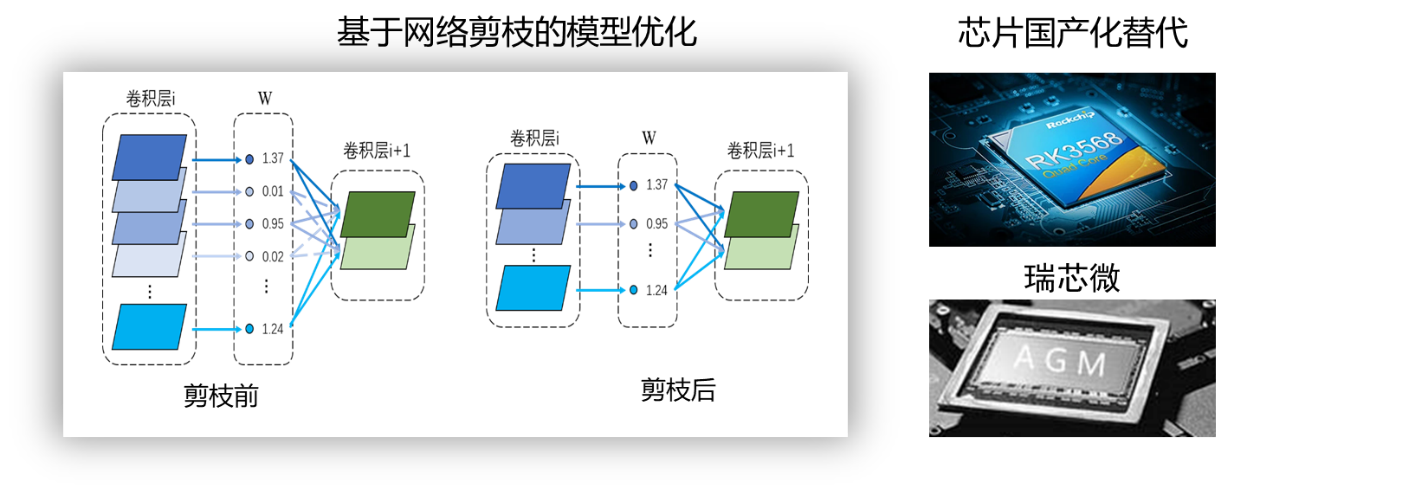 基于网络剪枝的模型优化
芯片国产化替代
卷积层i
W
1.37
0.01
0.95
0.02
⋮
1.24
卷积层i+1
剪枝前
卷积层i
W
1.37
0.95
⋮
1.24
卷积层i+1
剪枝后
Rockchip
RK3568
Quad Core
瑞芯微
AGM